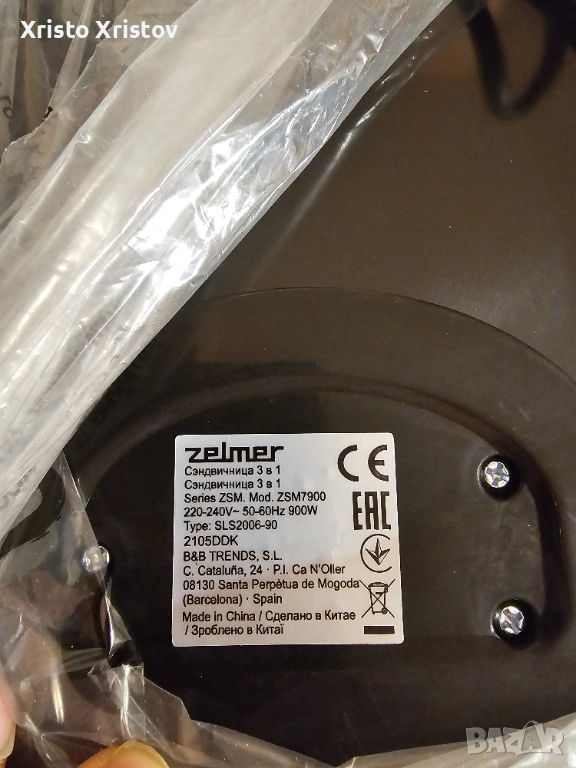 Xristo Xristov
zelmer
Сэндвичница 3 в 1
Сэндвичница 3 в 1
Series ZSM. Mod. ZSM7900
220-240V~ 50-60Hz 900W
Type: SLS2006-90
2105DDK
B&B TRENDS, S.L.
C. Cataluña, 24 · P.I. Ca N'Oller
08130 Santa Perpètua de Mogoda
(Barcelona) · Spain
Made in China / Сделано в Китае
/ Зроблено в Китаї
CE
EAC
BAZAR